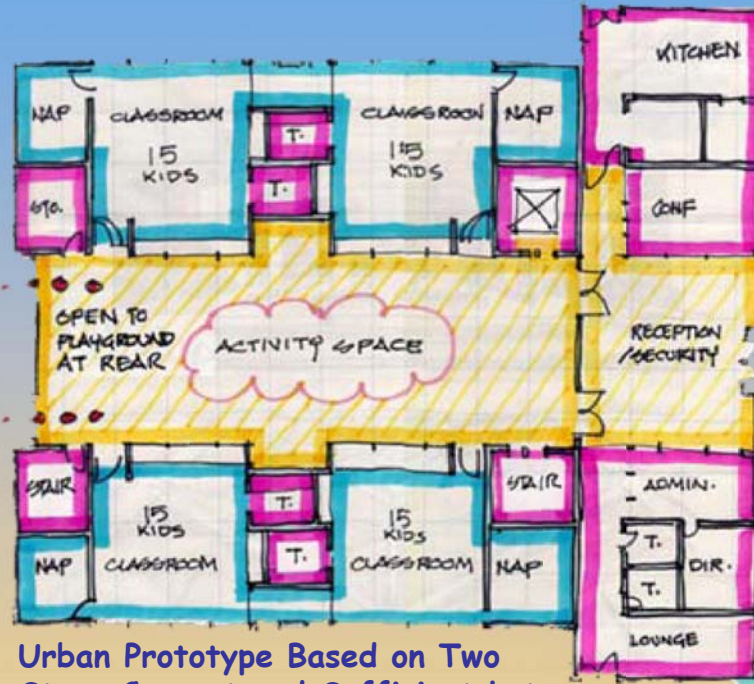 KITCHEN
NAP
CLASSROOM
15
KIDS
T.
CLASSROOM
15
KIDS
NAP
STO.
T.
CONF
OPEN TO
PLAYGROUND
AT REAR
ACTIVITY SPACE
RECEPTION
/SECURITY
STAIR
15
KIDS
CLASSROOM
T.
T.
15
KIDS
CLASSROOM
STAIR
NAP
NAP
ADMIN.
T.
DIR.
T.
LOUNGE
Urban Prototype Based on Two